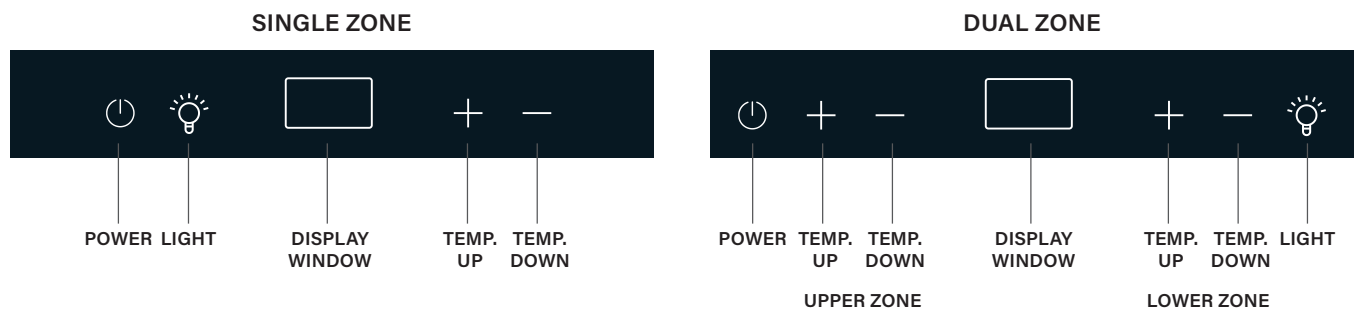 SINGLE ZONE
POWER LIGHT DISPLAY WINDOW TEMP. UP TEMP. DOWN
DUAL ZONE
POWER TEMP. UP TEMP. DOWN DISPLAY WINDOW TEMP. UP TEMP. DOWN LIGHT
UPPER ZONE LOWER ZONE